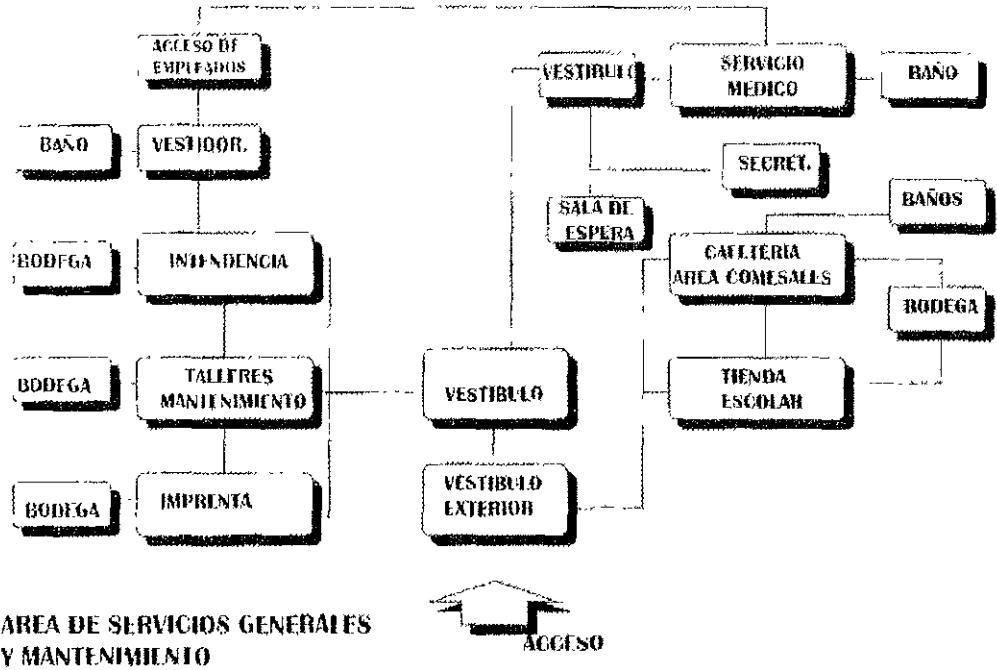 ACCESO DE
EMPLEADOS
VESTIBULO
SERVICIO
MEDICO
BAÑO
BAÑO
VESTIDOR.
SECRET.
BAÑOS
SALA DE
ESPERA
BODEGA
INTENDENCIA
CAFETERIA
AREA COMESALES
BODEGA
BODEGA
TALLERES
MANTENIMIENTO
VESTIBULO
TIENDA
ESCOLAR
BODEGA
IMPRENTA
VESTIBULO
EXTERIOR
AREA DE SERVICIOS GENERALES
Y MANTENIMIENTO
ACCESO